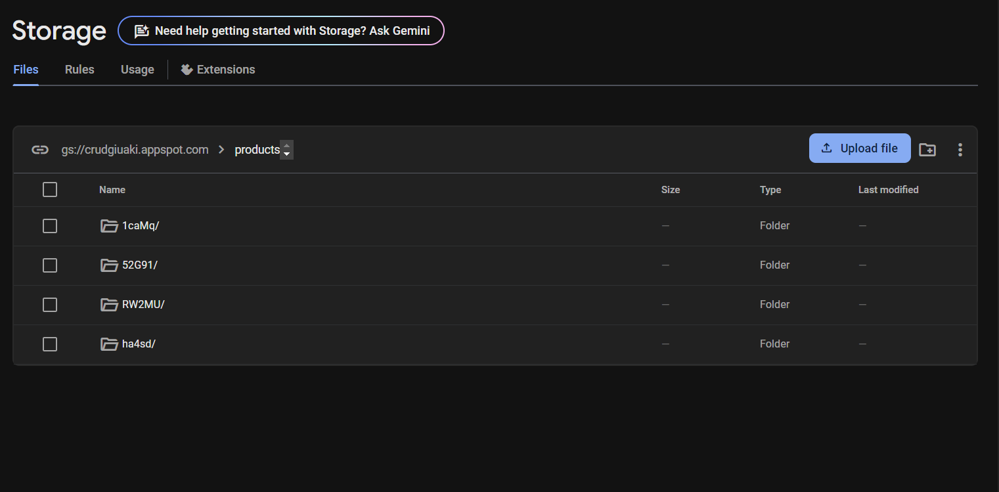 Storage Need help getting started with Storage? Ask Gemini
Files Rules Usage Extensions
gs://crudgiuaki.appspot.com > products Upload file
Name Size Type Last modified
1caMq/ — Folder —
52G91/ — Folder —
RW2MU/ — Folder —
ha4sd/ — Folder —